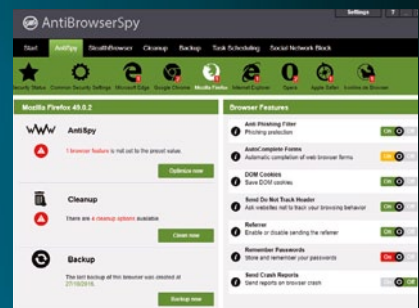 AntiBrowserSpy
Settings ? _
Start AntiSpy StealthBrowser Cleanup Backup Task Scheduling Social Network Block
Security Status Common Security Settings Microsoft Edge Google Chrome Mozilla Firefox Internet Explorer Opera Apple Safari
Mozilla Firefox 49.0.2
Browser Features
AntiSpy
1 browser feature is not set to the preset value
Optimize now
Cleanup
There are 4 cleanup options available
Clean now
Backup
The last backup of this browser was created at
27/10/2016.
Backup now
Anti Phishing Filter
Phishing protection
On
AutoComplete Forms
Automatic completion of web browser forms
On
DOM Cookies
Save DOM cookies
On
Send Do Not Track Header
Ask websites not to track your browsing behavior
On
Referrer
Enable or disable sending the referrer
On
Remember Passwords
Store and remember your passwords
On
Send Crash Reports
Send reports on browser crash
On